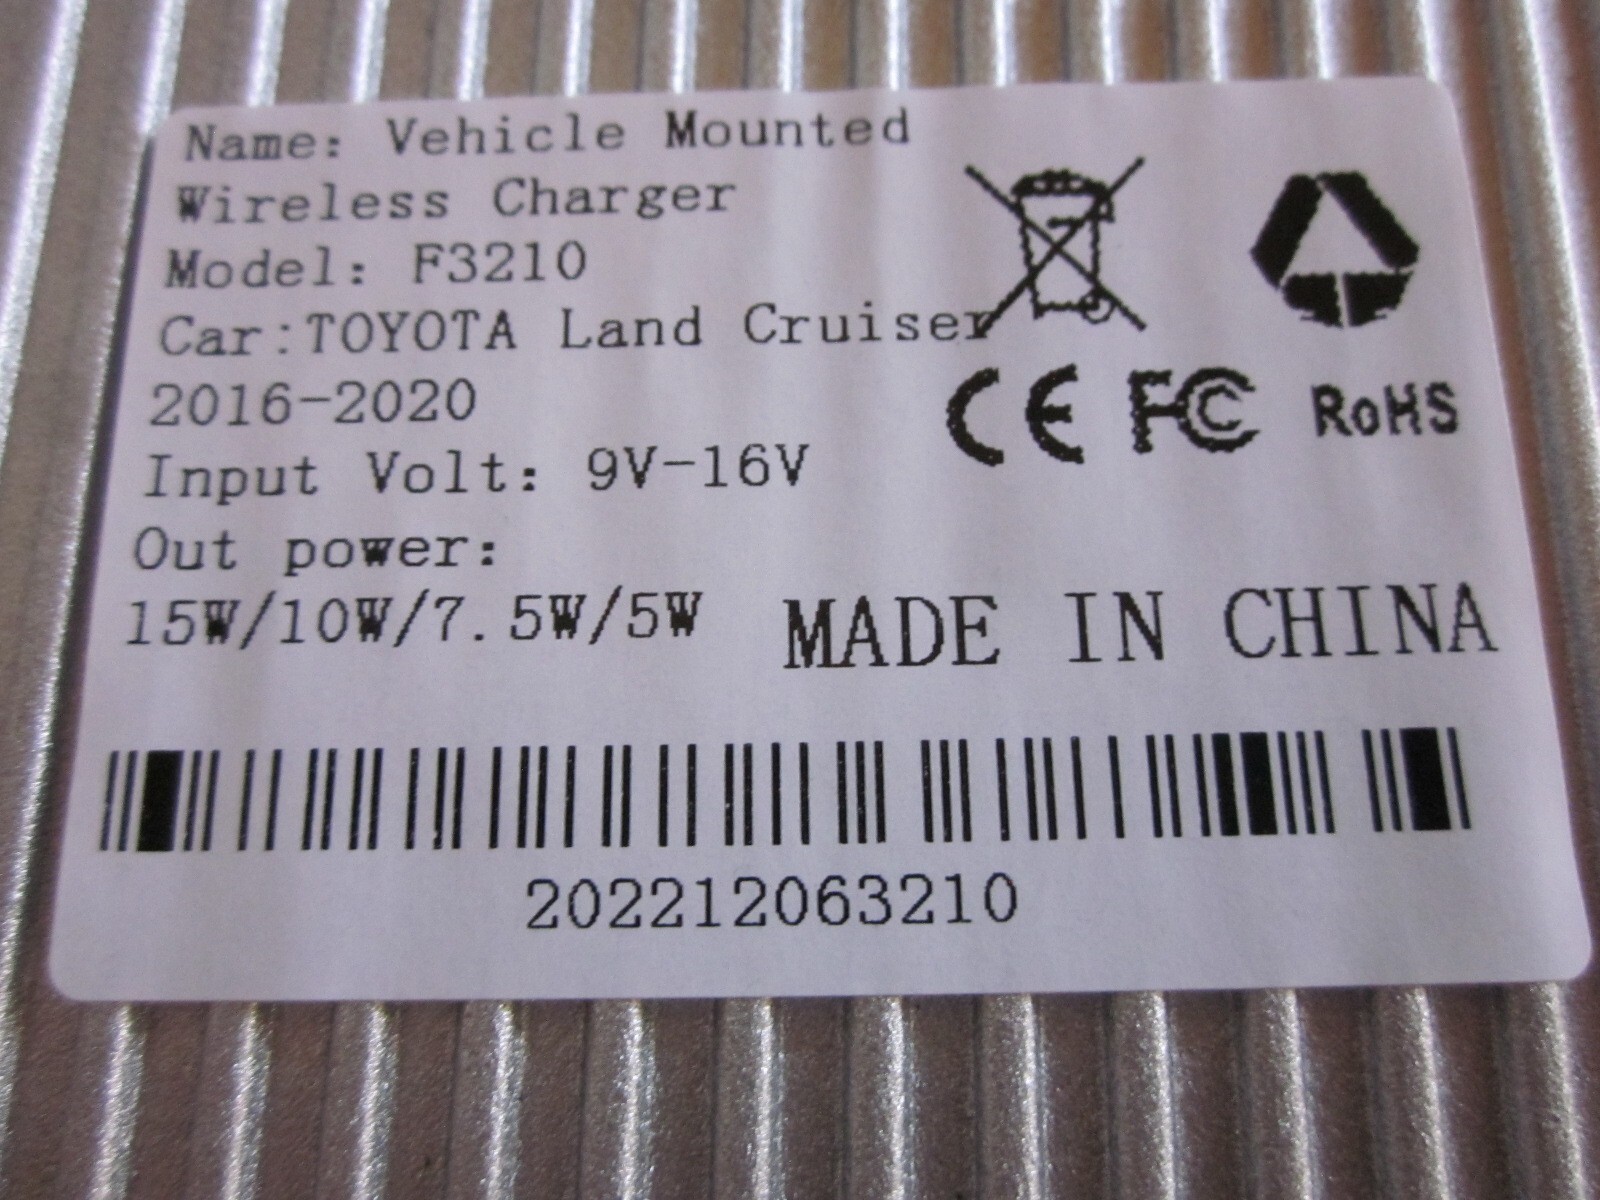 Name: Vehicle Mounted
Wireless Charger
Model: F3210
Car:TOYOTA Land Cruiser
2016-2020
CE FC RoHS
Input Volt: 9V-16V
Out power:
15W/10W/7.5W/5W
MADE IN CHINA
202212063210